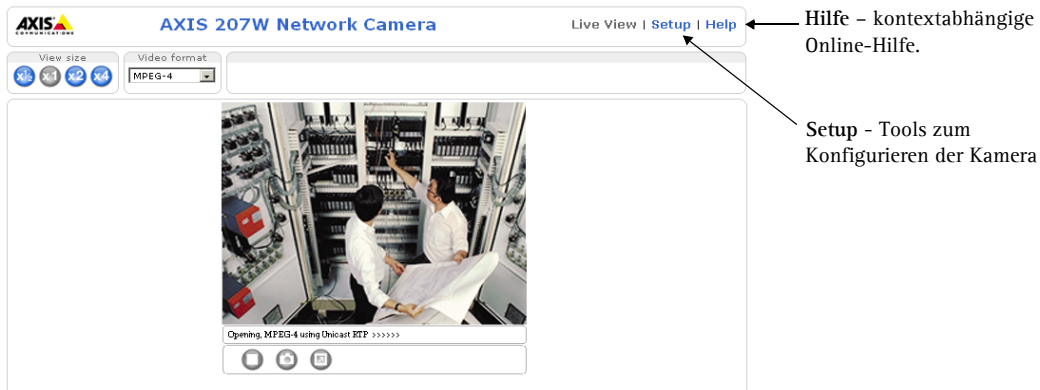 AXIS
COMMUNICATIONS
AXIS 207W Network Camera
Live View | Setup | Help
Hilfe – kontextabhängige
Online-Hilfe.
View size
x½ x1 x2 x4
Video format
MPEG-4
Setup - Tools zum
Konfigurieren der Kamera
Opening, MPEG-4 using Unicast RTP >>>>>>